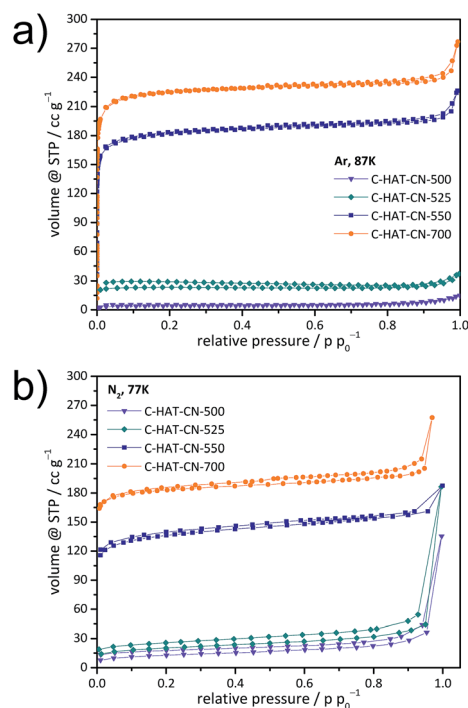 a)
300
270
240
210
180
150
120
90
60
30
0
volume @ STP / cc g⁻¹
Ar, 87K
C-HAT-CN-500
C-HAT-CN-525
C-HAT-CN-550
C-HAT-CN-700
0.0 0.2 0.4 0.6 0.8 1.0
relative pressure / p p₀⁻¹
b)
300
270
240
210
180
150
120
90
60
30
0
volume @ STP / cc g⁻¹
N₂, 77K
C-HAT-CN-500
C-HAT-CN-525
C-HAT-CN-550
C-HAT-CN-700
0.0 0.2 0.4 0.6 0.8 1.0
relative pressure / p p₀⁻¹